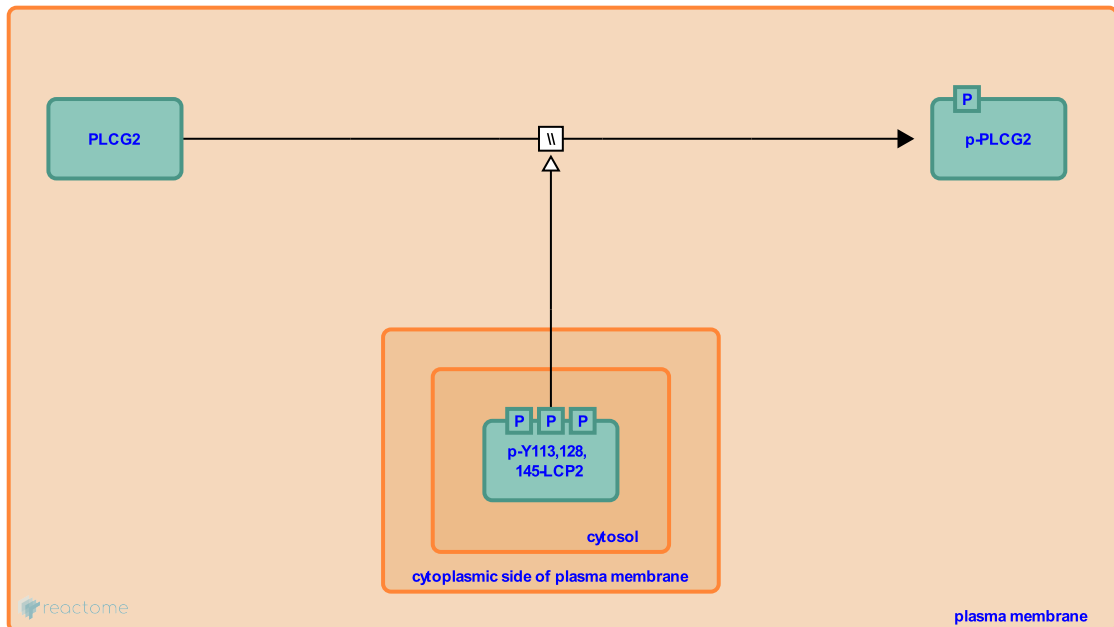 P
PLCG2
\\
p-PLCG2
P P P
p-Y113,128,
145-LCP2
cytosol
cytoplasmic side of plasma membrane
reactome
plasma membrane